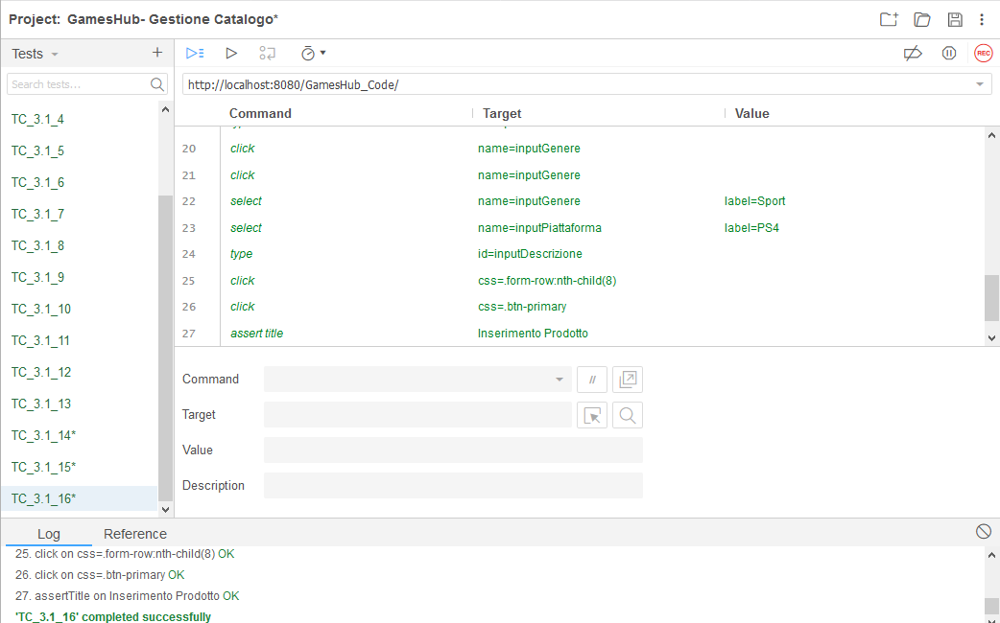 Project: GamesHub- Gestione Catalogo*
Tests
+
REC
Search tests...
http://localhost:8080/GamesHub_Code/
Command Target Value
TC_3.1_4
TC_3.1_5
TC_3.1_6
TC_3.1_7
TC_3.1_8
TC_3.1_9
TC_3.1_10
TC_3.1_11
TC_3.1_12
TC_3.1_13
TC_3.1_14*
TC_3.1_15*
TC_3.1_16*
20 click name=inputGenere
21 click name=inputGenere
22 select name=inputGenere label=Sport
23 select name=inputPiattaforma label=PS4
24 type id=inputDescrizione
25 click css=.form-row:nth-child(8)
26 click css=.btn-primary
27 assert title Inserimento Prodotto
Command //
Target
Value
Description
Log Reference
25. click on css=.form-row:nth-child(8) OK
26. click on css=.btn-primary OK
27. assertTitle on Inserimento Prodotto OK
'TC_3.1_16' completed successfully